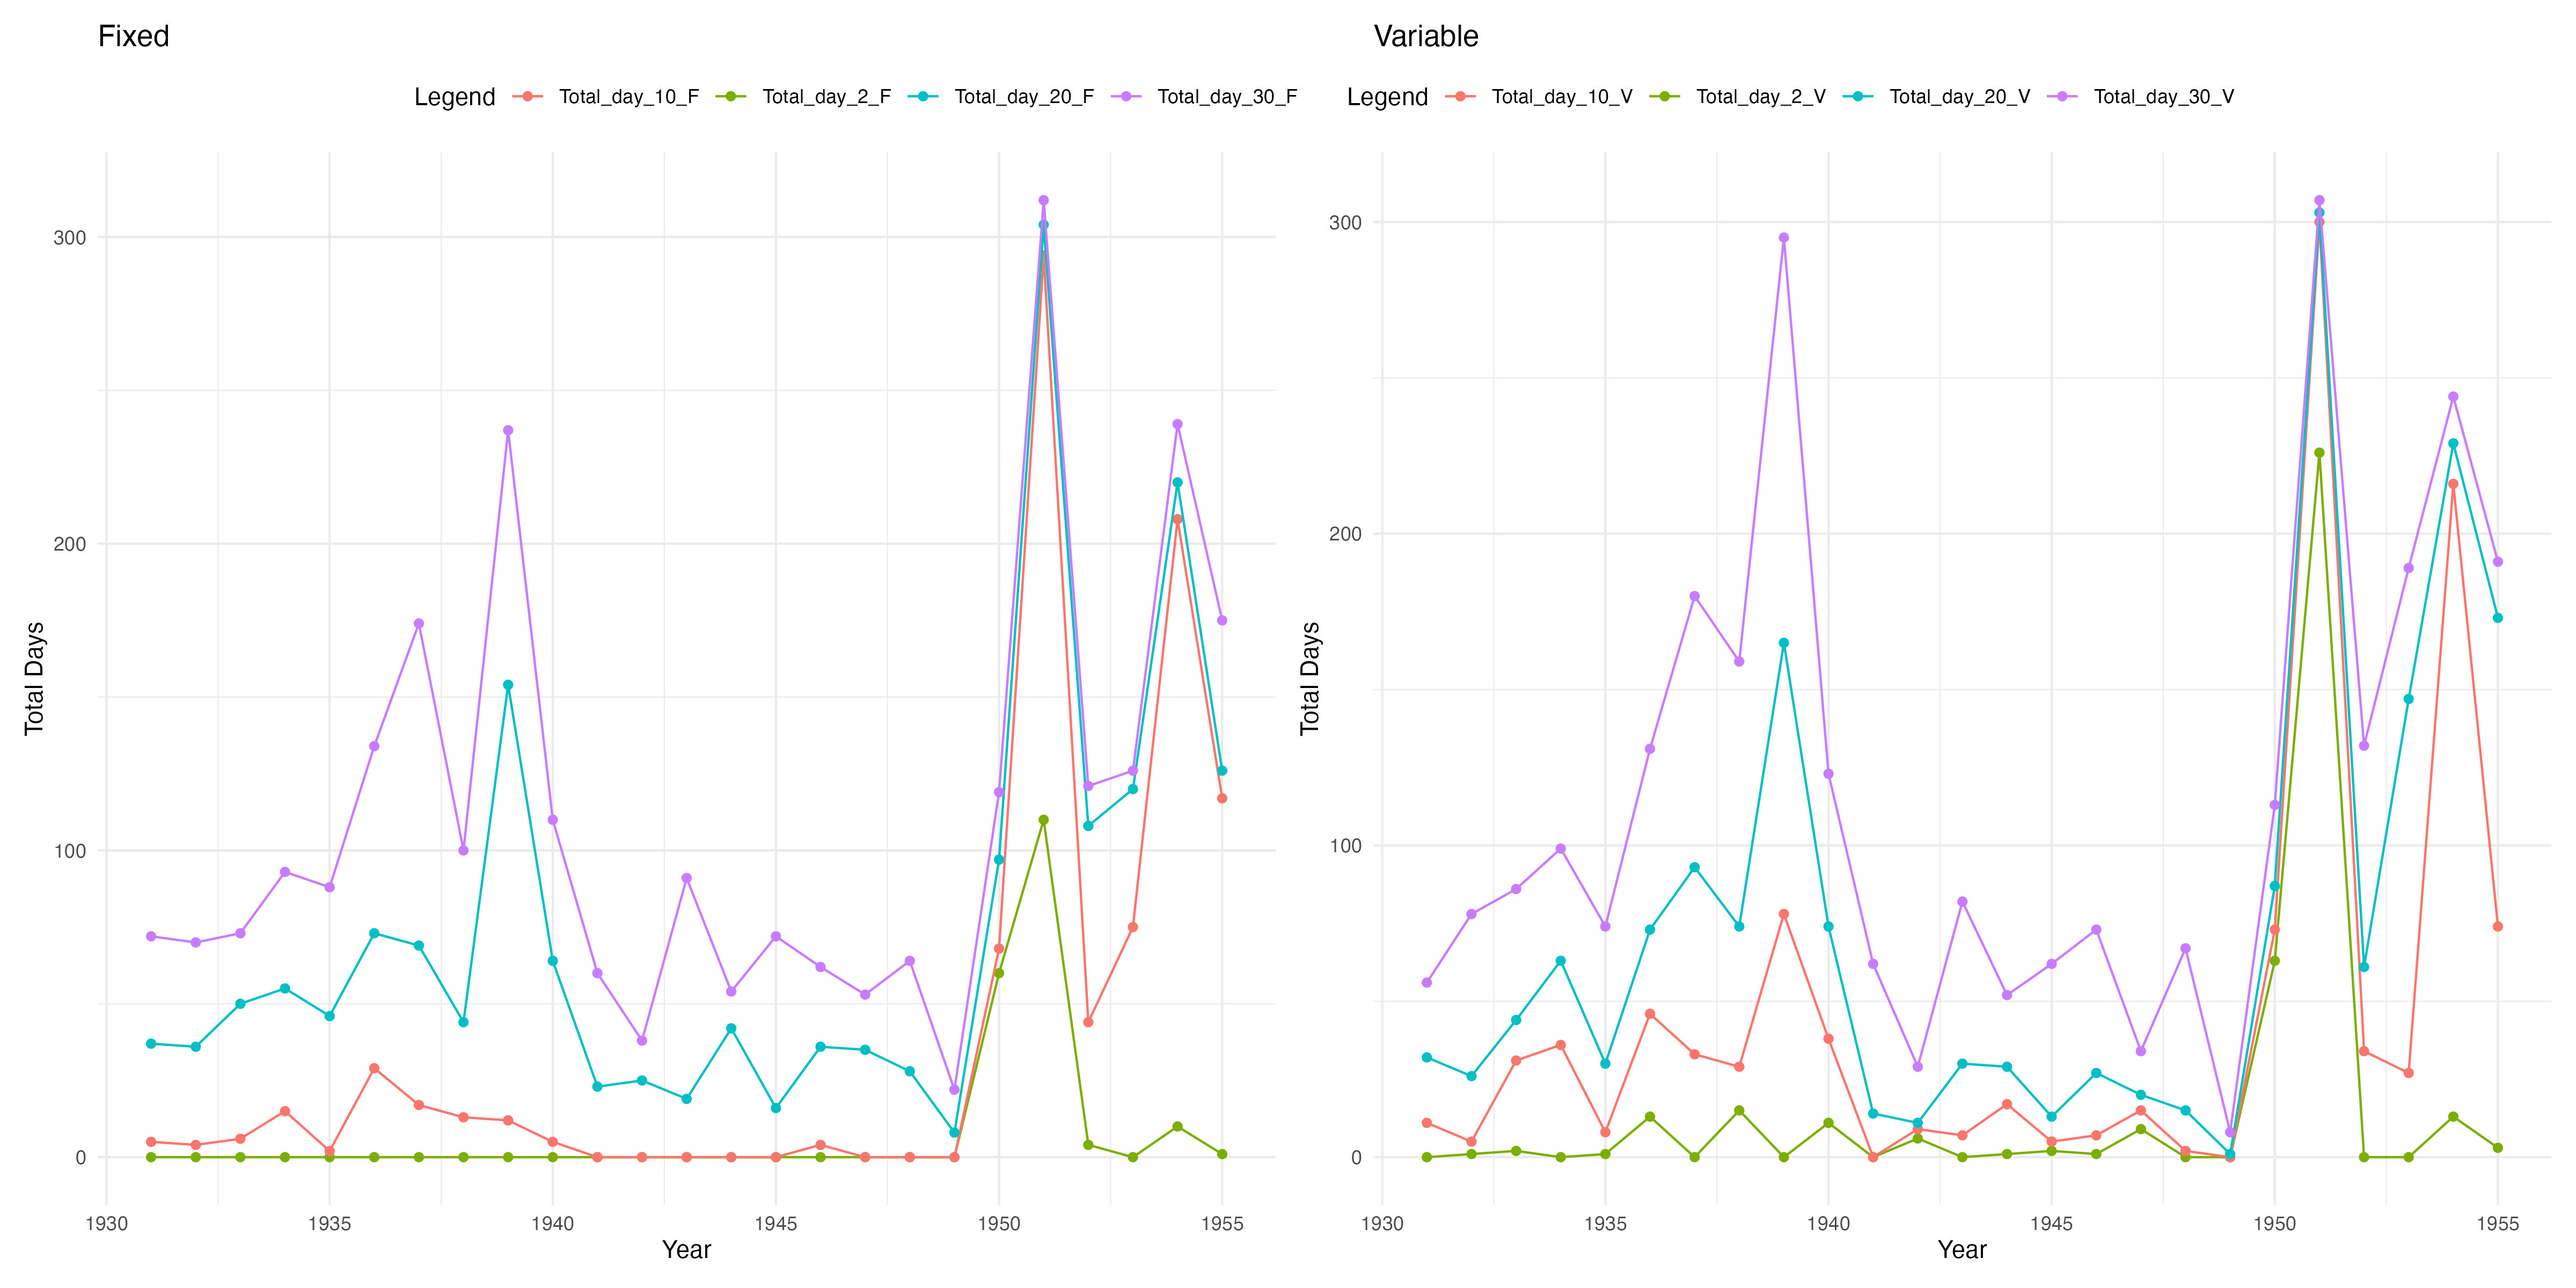 Fixed
Legend Total_day_10_F Total_day_2_F Total_day_20_F Total_day_30_F
300
200
100
0
Total Days
1930 1935 1940 1945 1950 1955
Year
Variable
Legend Total_day_10_V Total_day_2_V Total_day_20_V Total_day_30_V
300
200
100
0
Total Days
1930 1935 1940 1945 1950 1955
Year